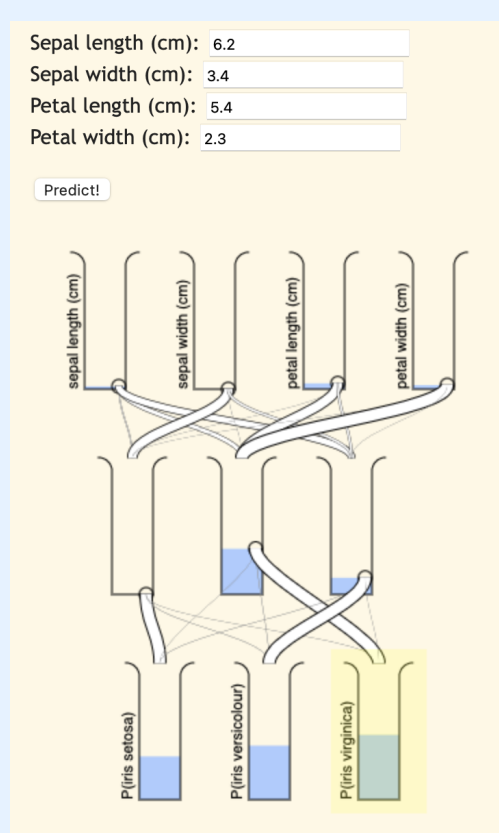 Sepal length (cm): 6.2
Sepal width (cm): 3.4
Petal length (cm): 5.4
Petal width (cm): 2.3
Predict!
sepal length (cm)
sepal width (cm)
petal length (cm)
petal width (cm)
P(iris setosa)
P(iris versicolour)
P(iris virginica)